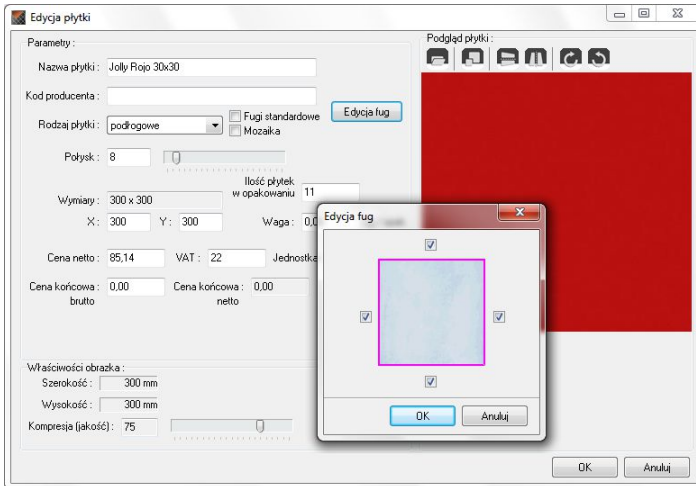 Edycja płytki
Parametry :
Nazwa płytki : Jolly Rojo 30x30
Kod producenta :
Rodzaj płytki : podłogowe
Fugi standardowe
Mozaika
Edycja fug
Połysk : 8
Ilość płytek
w opakowaniu 11
Wymiary : 300 x 300
X : 300 Y : 300 Waga : 0,0
Cena netto : 85,14 VAT : 22 Jednostka
Cena końcowa : 0,00 Cena końcowa : 0,00
brutto netto
Właściwości obrazka :
Szerokość : 300 mm
Wysokość : 300 mm
Kompresja (jakość) : 75
Podgląd płytki :
Edycja fug
OK Anuluj
OK Anuluj